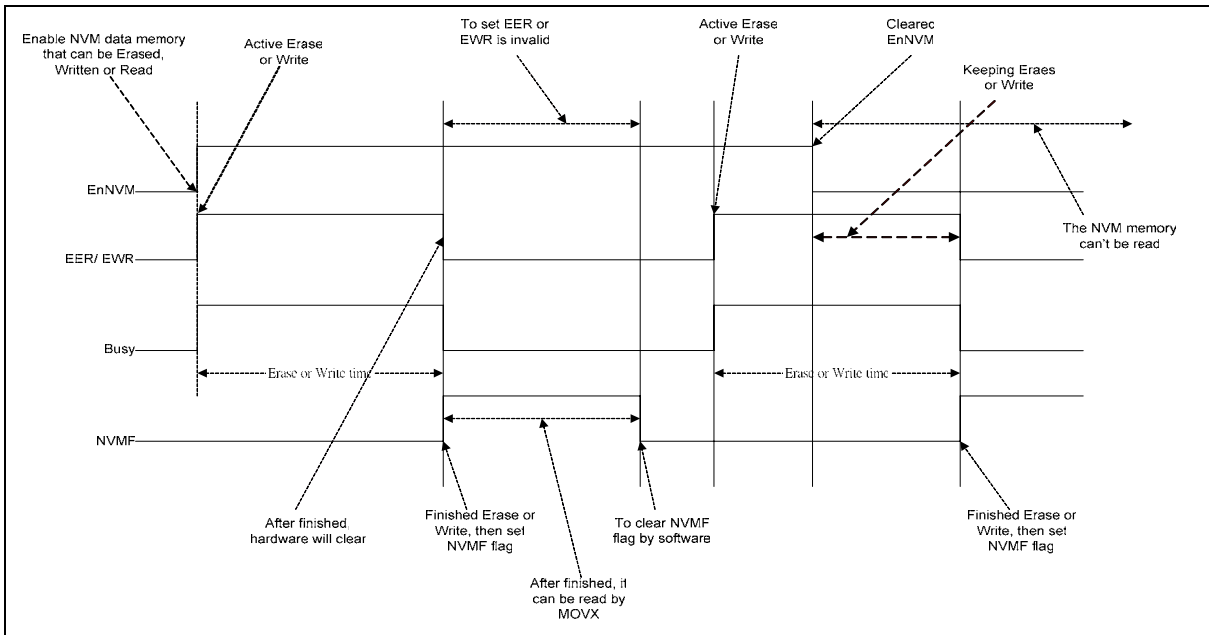 Enable NVM data memory
that can be Erased,
Written or Read
Active Erase
or Write
To set EER or
EWR is invalid
Active Erase
or Write
Cleared
EnNVM
Keeping Eraes
or Write
EnNVM
The NVM memory
can't be read
EER/ EWR
Busy
Erase or Write time
Erase or Write time
NVMF
After finished,
hardware will clear
Finished Erase or
Write, then set
NVMF flag
To clear NVMF
flag by software
Finished Erase or
Write, then set
NVMF flag
After finished, it
can be read by
MOVX